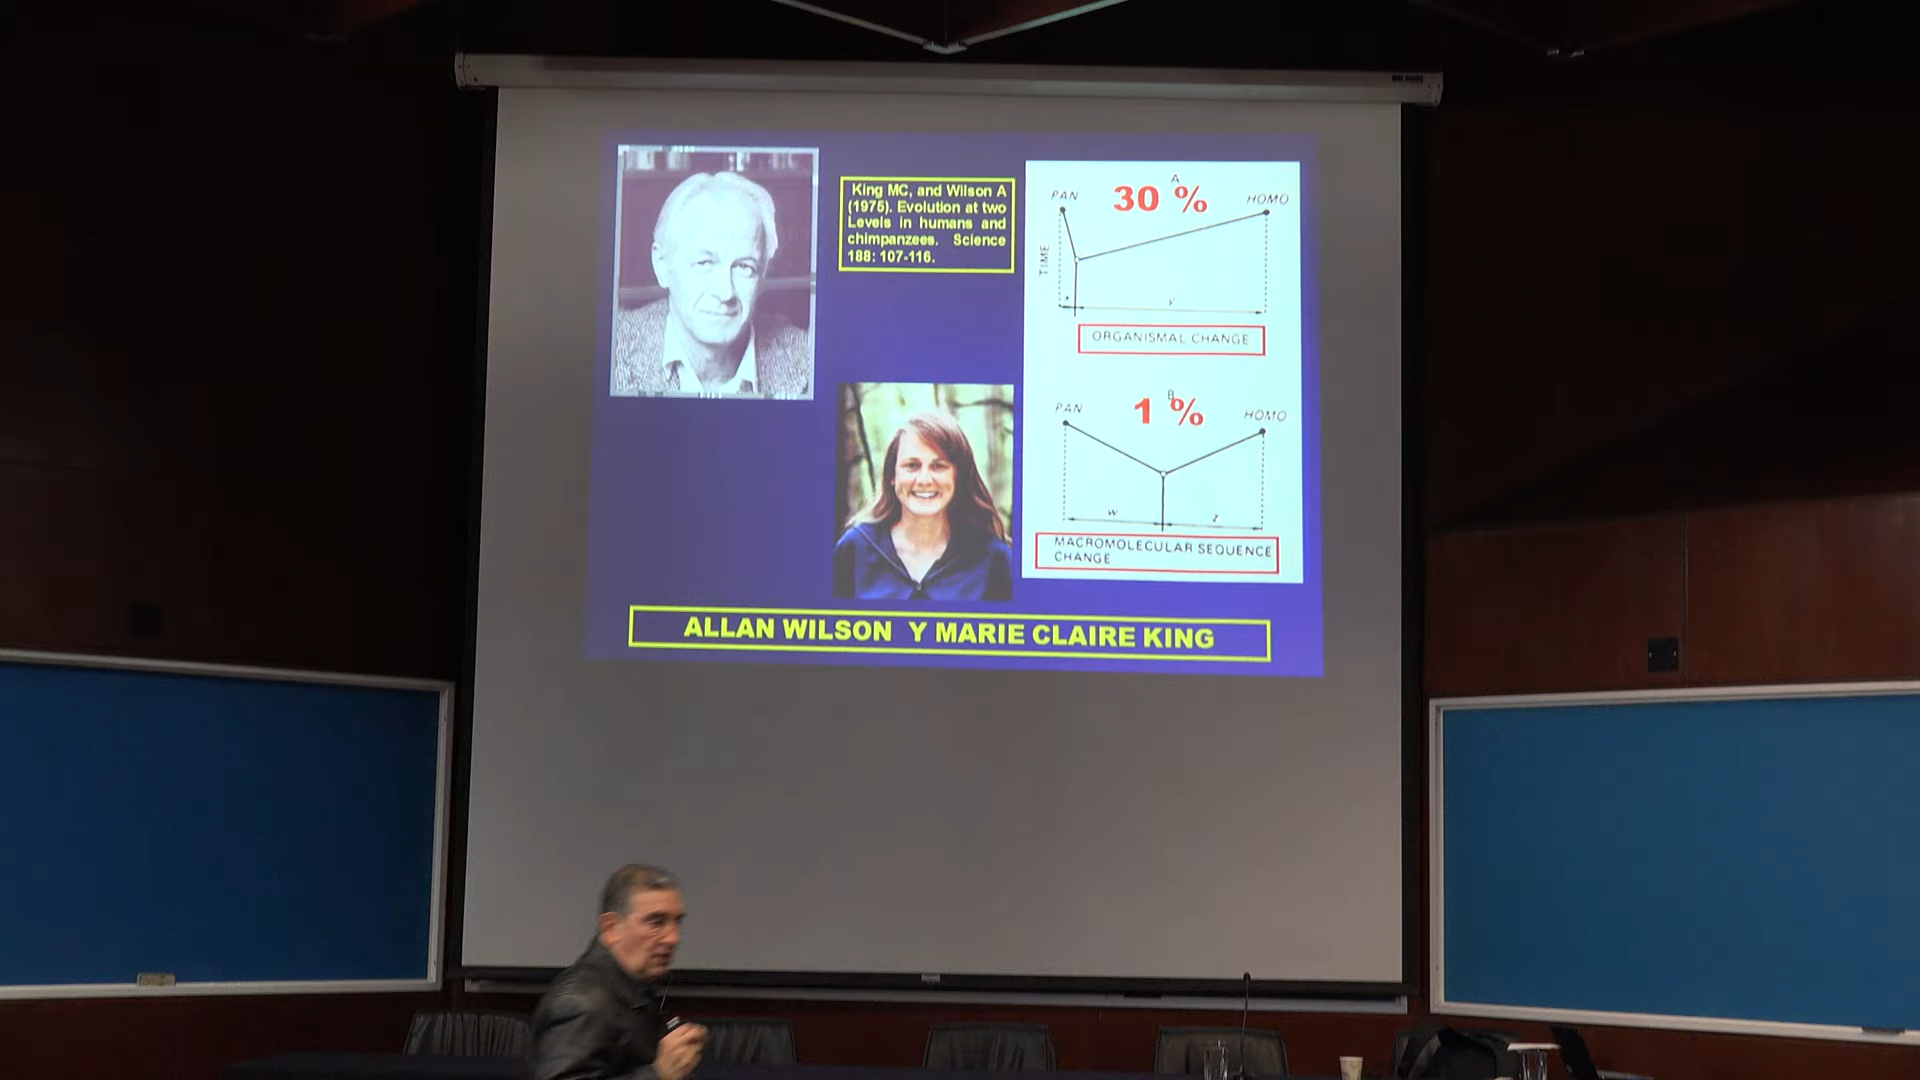 King MC, and Wilson A
(1975). Evolution at two
Levels in humans and
chimpanzees. Science
188: 107-116.
A
PAN
30 %
HOMO
TIME
x
y
ORGANISMAL CHANGE
B
PAN
1 %
HOMO
w
z
MACROMOLECULAR SEQUENCE
CHANGE
ALLAN WILSON Y MARIE CLAIRE KING